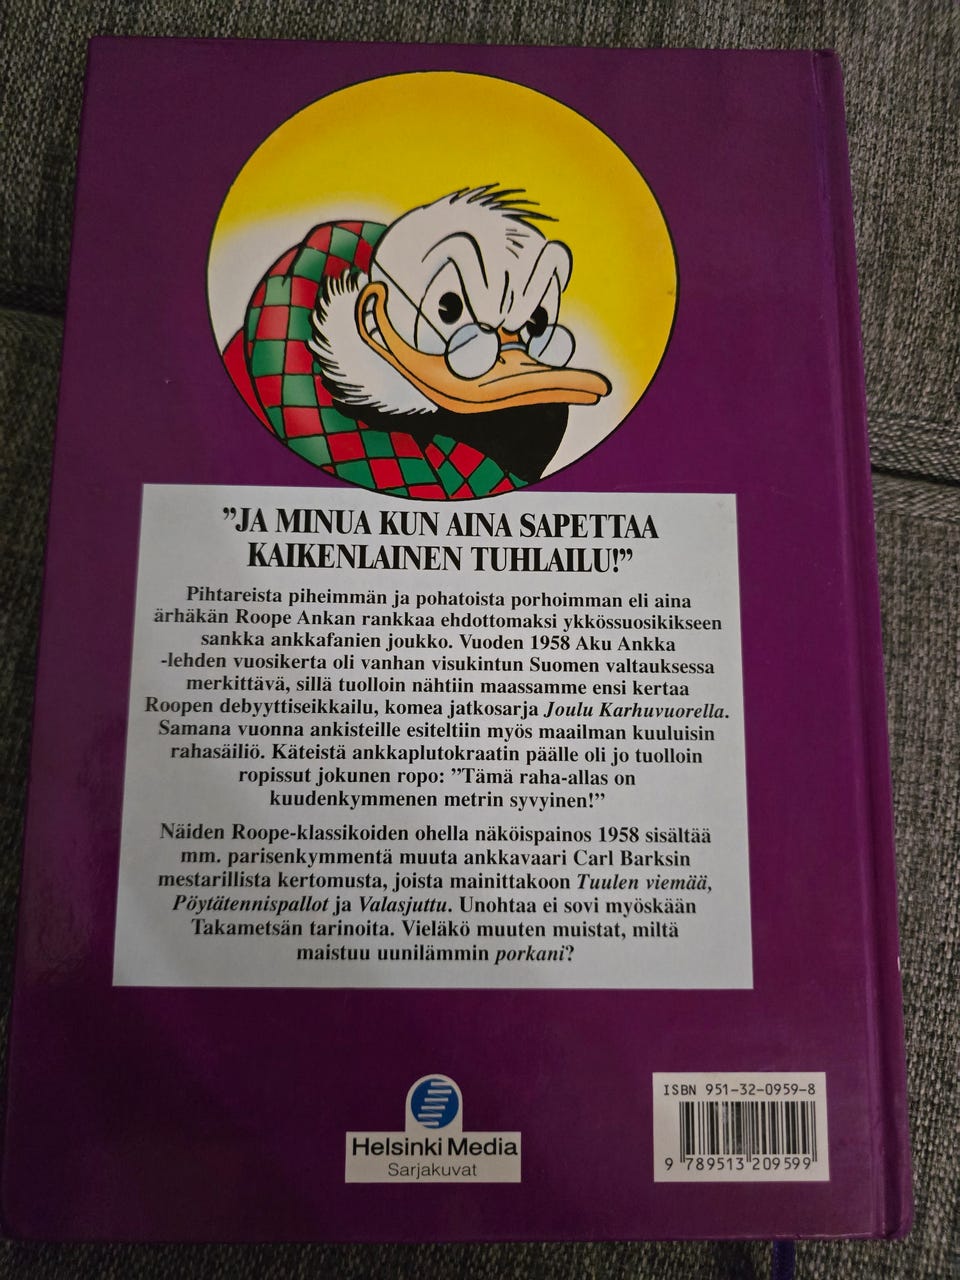 ”JA MINUA KUN AINA SAPETTAA
KAIKENLAINEN TUHLAILU!”
Pihtareista piheimmän ja pohatoista porhoimman eli aina
ärhäkän Roope Ankan rankkaa ehdottomaksi ykkössuosikikseen
sankka ankkafanien joukko. Vuoden 1958 Aku Ankka
-lehden vuosikerta oli vanhan visukintun Suomen valtauksessa
merkittävä, sillä tuolloin nähtiin maassamme ensi kertaa
Roopen debyyttiseikkailu, komea jatkosarja Joulu Karhuvuorella.
Samana vuonna ankisteille esiteltiin myös maailman kuuluisin
rahasäiliö. Käteistä ankkaplutokraatin päälle oli jo tuolloin
ropissut jokunen ropo: ”Tämä raha-allas on
kuudenkymmenen metrin syvyinen!”
Näiden Roope-klassikoiden ohella näköispainos 1958 sisältää
mm. parisenkymmentä muuta ankkavaari Carl Barksin
mestarillista kertomusta, joista mainittakoon Tuulen viemää,
Pöytätennispallot ja Valasjuttu. Unohtaa ei sovi myöskään
Takametsän tarinoita. Vieläkö muuten muistat, miltä
maistuu uunilämmin porkani?
ISBN 951-32-0959-8
9 789513 209599
Helsinki Media
Sarjakuvat